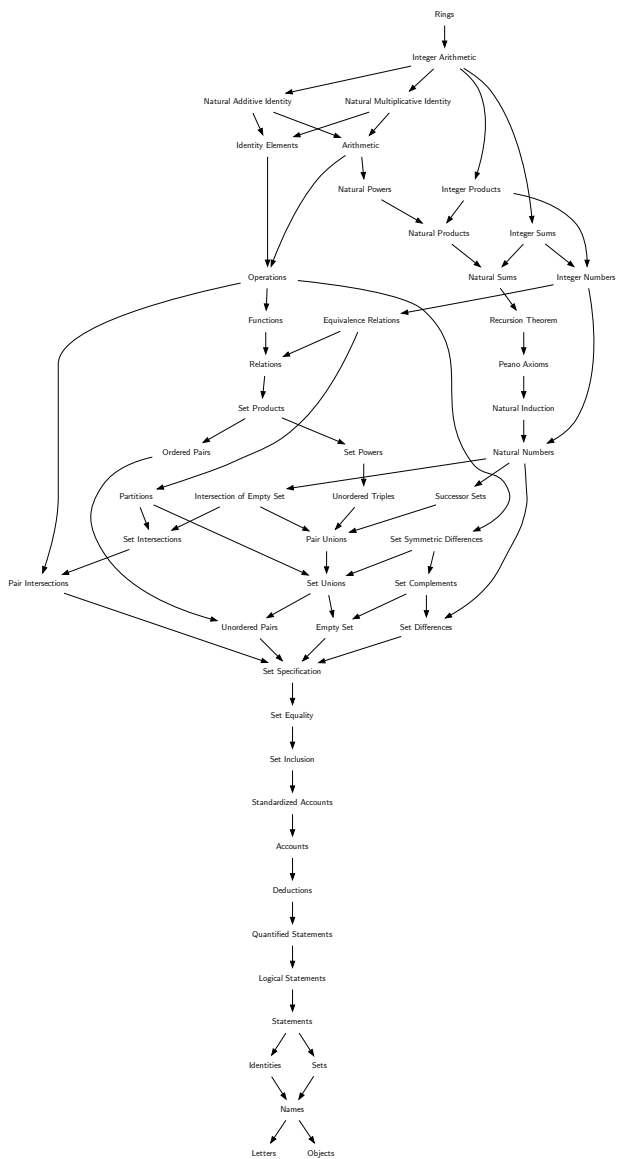 Rings
Integer Arithmetic
Natural Additive Identity
Natural Multiplicative Identity
Identity Elements
Arithmetic
Natural Powers
Integer Products
Natural Products
Integer Sums
Operations
Natural Sums
Integer Numbers
Functions
Equivalence Relations
Recursion Theorem
Relations
Peano Axioms
Set Products
Natural Induction
Ordered Pairs
Set Powers
Natural Numbers
Partitions
Intersection of Empty Set
Unordered Triples
Successor Sets
Set Intersections
Pair Unions
Set Symmetric Differences
Pair Intersections
Set Unions
Set Complements
Unordered Pairs
Empty Set
Set Differences
Set Specification
Set Equality
Set Inclusion
Standardized Accounts
Accounts
Deductions
Quantified Statements
Logical Statements
Statements
Identities
Sets
Names
Letters
Objects